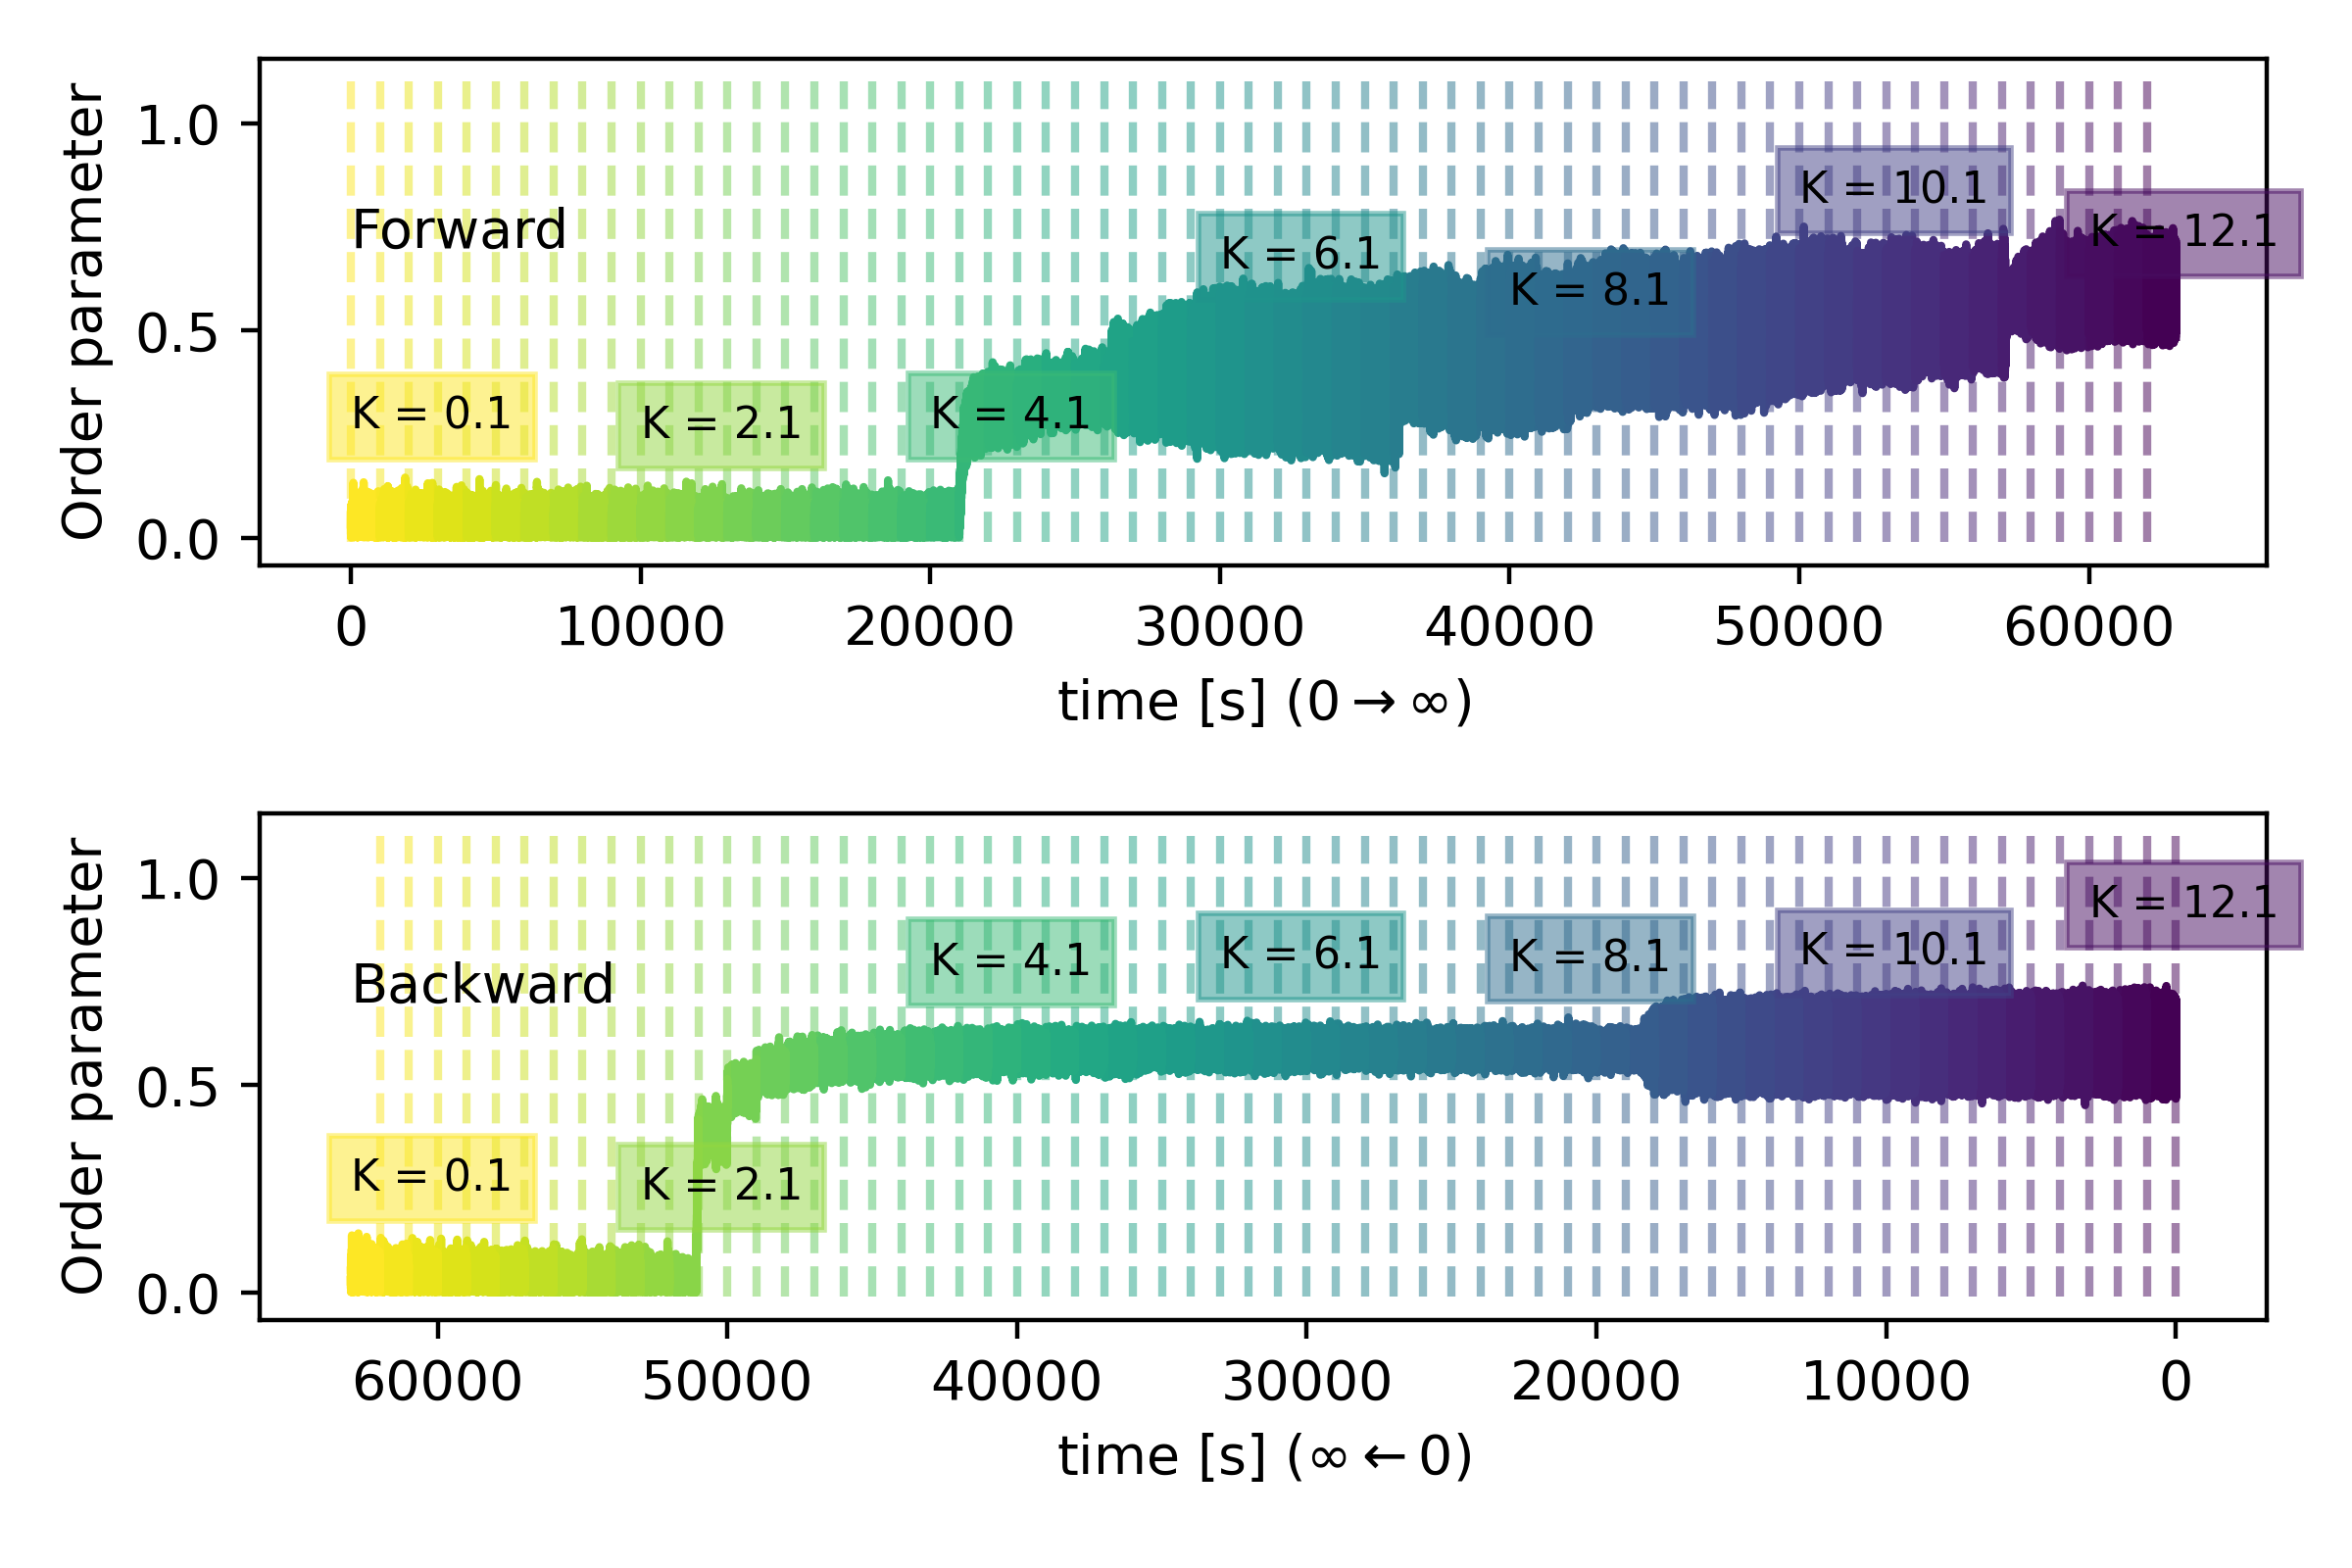 Order parameter
1.0
0.5
0.0
Forward
K = 0.1
K = 2.1
K = 4.1
K = 6.1
K = 8.1
K = 10.1
K = 12.1
0 10000 20000 30000 40000 50000 60000
time [s] (0 → ∞)
Order parameter
1.0
0.5
0.0
Backward
K = 0.1
K = 2.1
K = 4.1
K = 6.1
K = 8.1
K = 10.1
K = 12.1
60000 50000 40000 30000 20000 10000 0
time [s] (∞ ← 0)